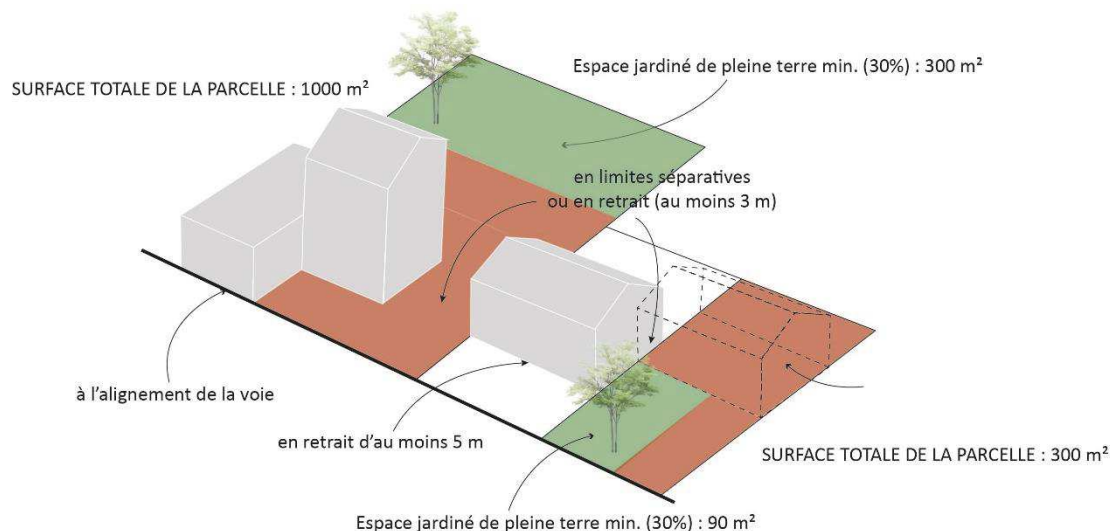 Espace jardiné de pleine terre min. (30%) : 300 m²
SURFACE TOTALE DE LA PARCELLE : 1000 m²
en limites séparatives
ou en retrait (au moins 3 m)
à l'alignement de la voie
en retrait d'au moins 5 m
SURFACE TOTALE DE LA PARCELLE : 300 m²
Espace jardiné de pleine terre min. (30%) : 90 m²